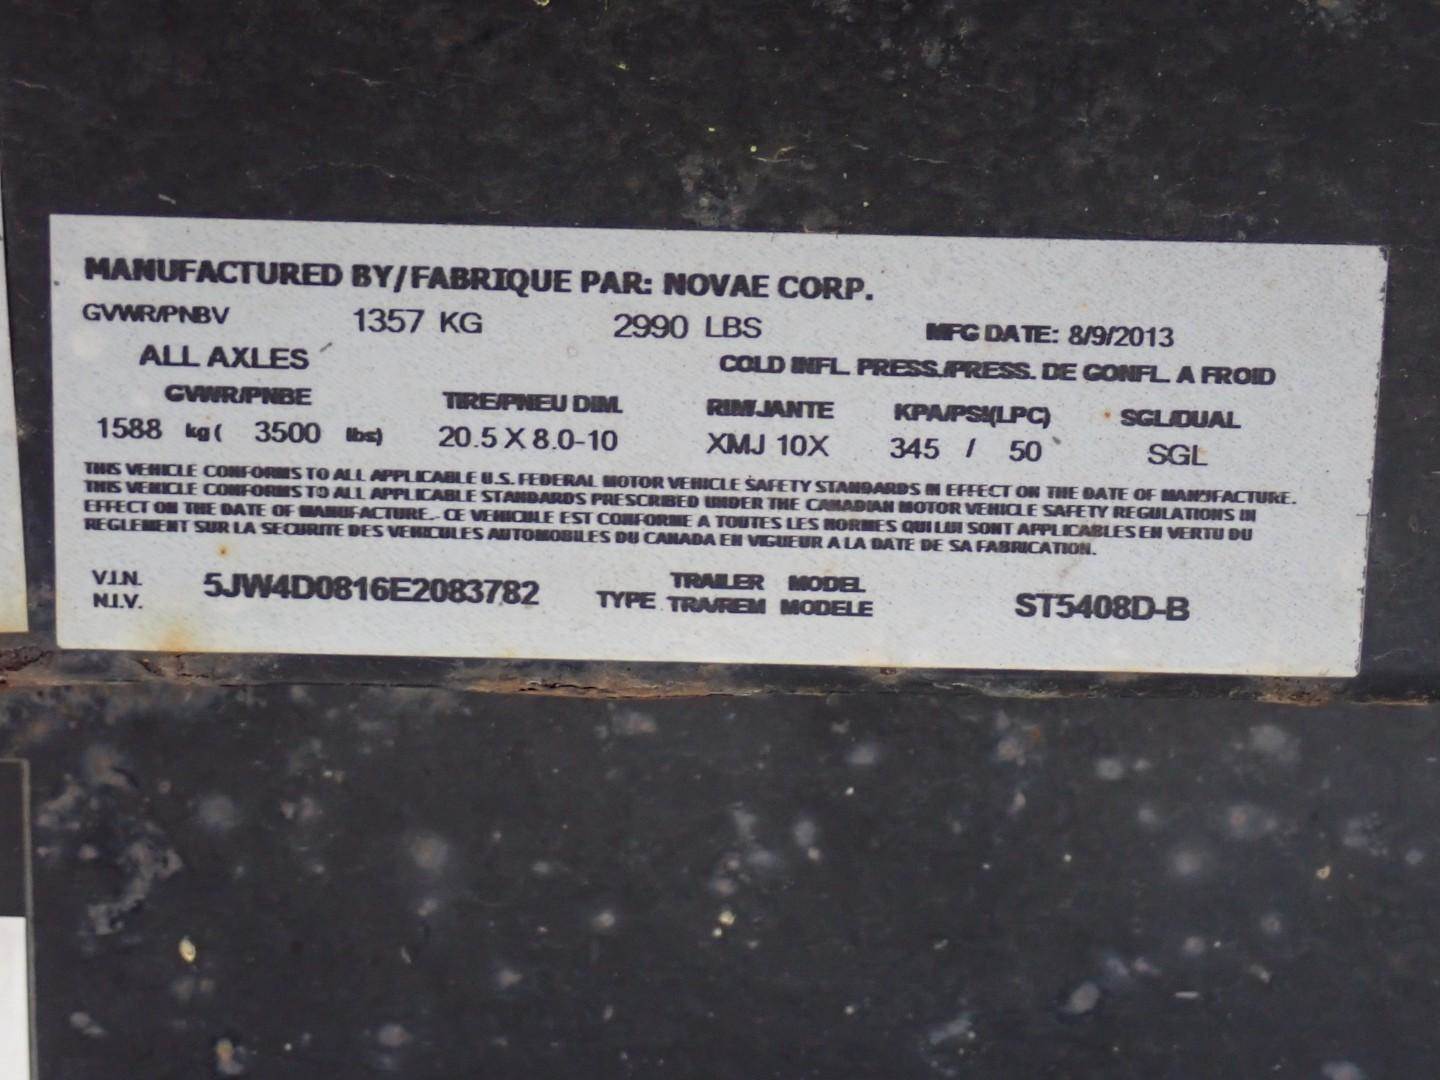 MANUFACTURED BY/FABRIQUE PAR: NOVAE CORP.
GVWR/PNBV 1357 KG 2990 LBS MFG DATE: 8/9/2013
ALL AXLES COLD INFL. PRESS./PRESS. DE GONFL. A FROID
GVWR/PNBE TIRE/PNEU DIM. RIM/JANTE KPA/PSI/(LPC) SGL/DUAL
1588 kg( 3500 lbs) 20.5 X 8.0-10 XMJ 10X 345 / 50 SGL
THIS VEHICLE CONFORMS TO ALL APPLICABLE U.S. FEDERAL MOTOR VEHICLE SAFETY STANDARDS IN EFFECT ON THE DATE OF MANUFACTURE.
THIS VEHICLE CONFORMS TO ALL APPLICABLE STANDARDS PRESCRIBED UNDER THE CANADIAN MOTOR VEHICLE SAFETY REGULATIONS IN
EFFECT ON THE DATE OF MANUFACTURE.- CE VEHICULE EST CONFORME A TOUTES LES NORMES QUI LUI SONT APPLICABLES EN VERTU DU
REGLEMENT SUR LA SECURITE DES VEHICULES AUTOMOBILES DU CANADA EN VIGUEUR A LA DATE DE SA FABRICATION.
V.I.N. 5JW4D0816E2083782 TRAILER MODEL ST5408D-B
N.I.V. TYPE TRA/REM MODELE